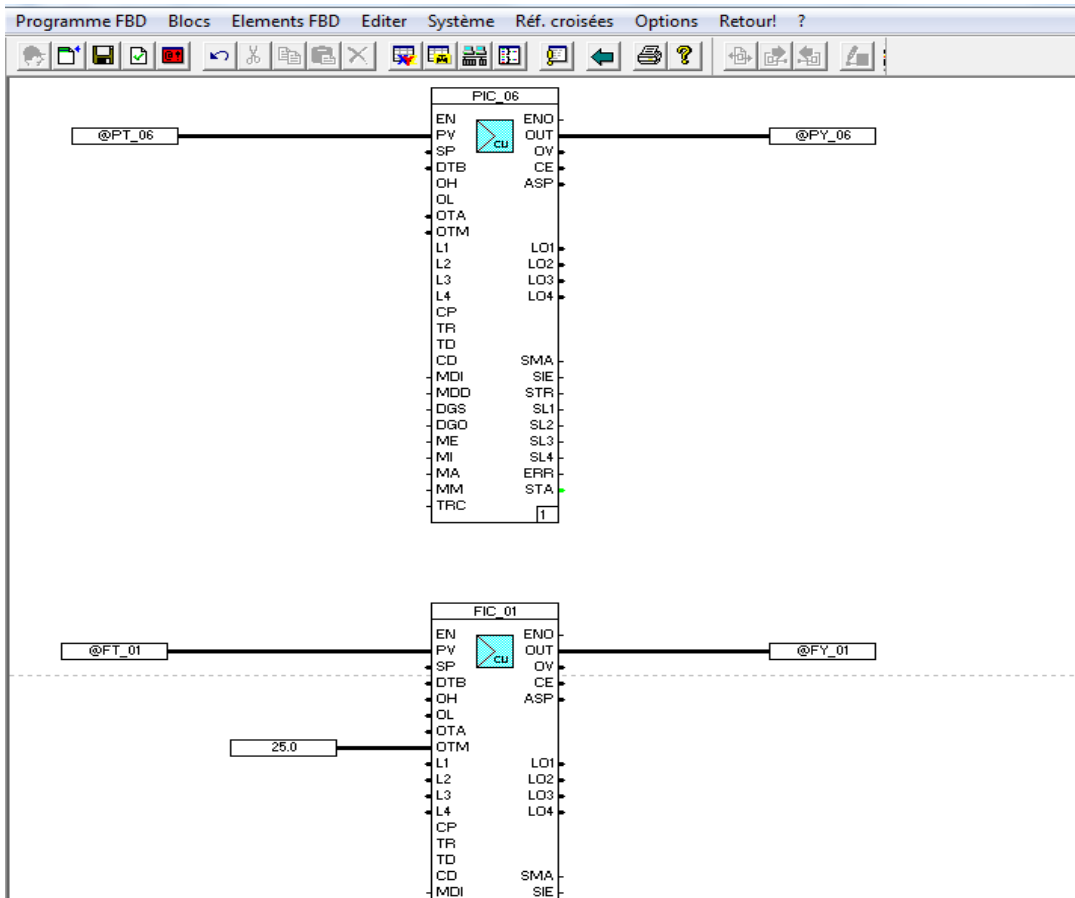 Programme FBD Blocs Elements FBD Editer Système Réf. croisées Options Retour! ?
PIC_06
EN ENO
@PT_06 PV CU OUT @PY_06
SP OV
DTB CE
OH ASP
OL
OTA
OTM
L1 LO1
L2 LO2
L3 LO3
L4 LO4
CP
TR
TD
CD SMA
MDI SIE
MDD STR
DGS SL1
DGO SL2
ME SL3
MI SL4
MA ERR
MM STA
TRC 1
FIC_01
EN ENO
@FT_01 PV CU OUT @FY_01
SP OV
DTB CE
OH ASP
OL
OTA
25.0 OTM
L1 LO1
L2 LO2
L3 LO3
L4 LO4
CP
TR
TD
CD SMA
MDI SIE